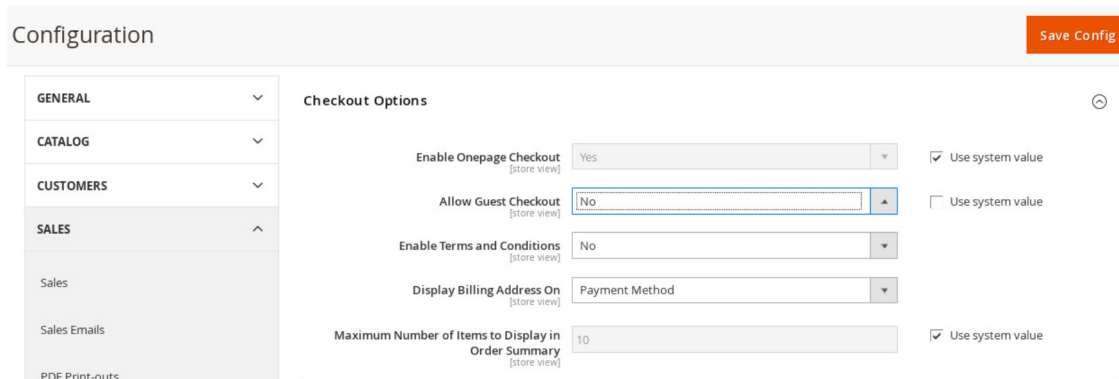 Configuration
Save Config
GENERAL
CATALOG
CUSTOMERS
SALES
Sales
Sales Emails
PDF Print-outs
Checkout Options
Enable Onepage Checkout Yes Use system value
[store view]
Allow Guest Checkout No Use system value
[store view]
Enable Terms and Conditions No
[store view]
Display Billing Address On Payment Method
[store view]
Maximum Number of Items to Display in
Order Summary 10 Use system value
[store view]